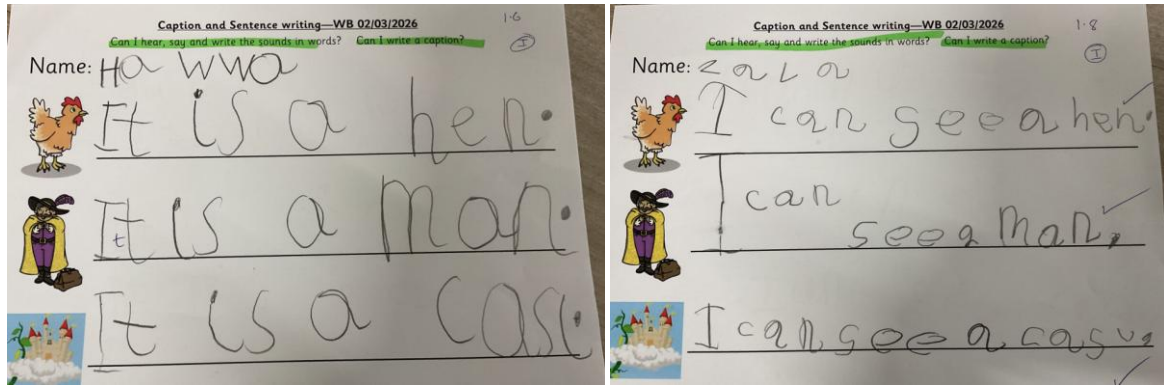 Caption and Sentence writing—WB 02/03/2026
1.6
Can I hear, say and write the sounds in words? Can I write a caption?
I
Name: Hawwa
It is a hen.
It is a Man.
t
It is a casl.
Caption and Sentence writing—WB 02/03/2026
1.8
Can I hear, say and write the sounds in words? Can I write a caption?
I
Name: zala
I can see a hen.
I can
see a Man.
I can see a